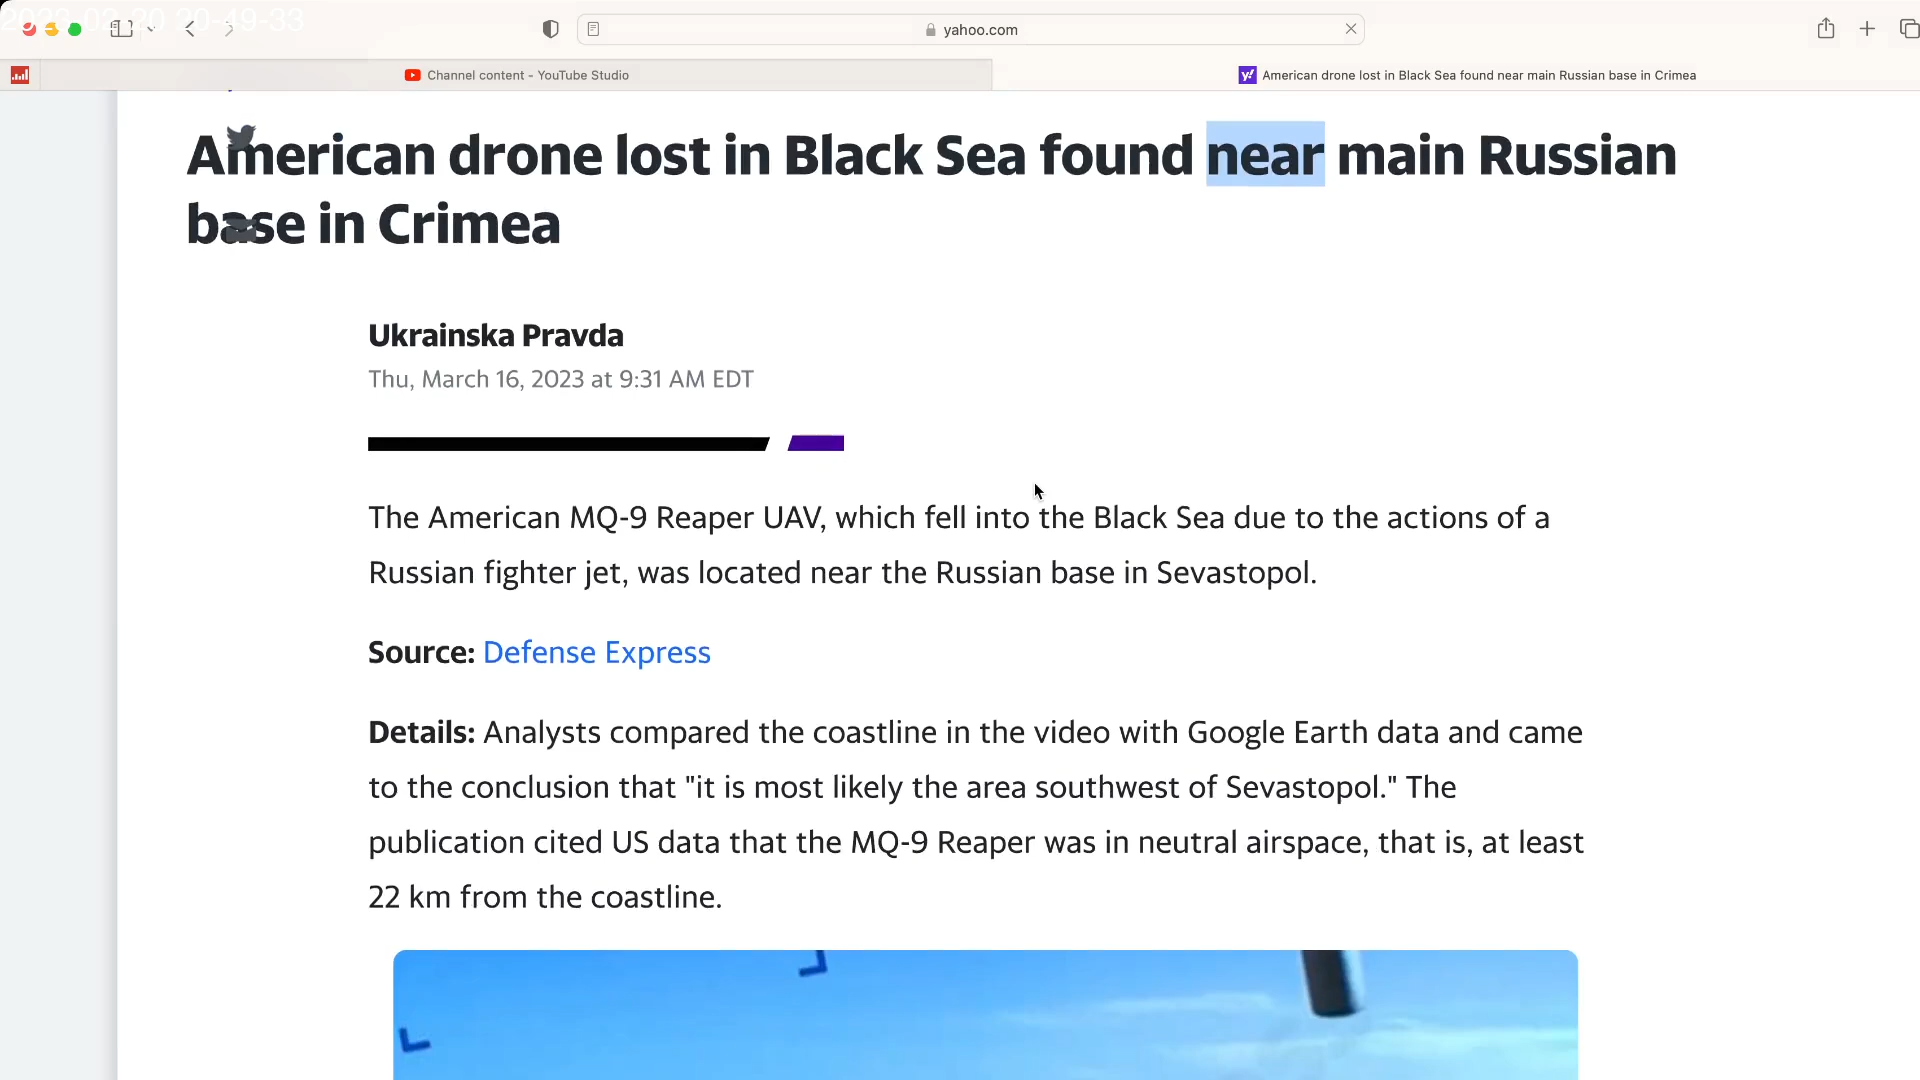 2023-02-20 20-49-33
yahoo.com
Channel content - YouTube Studio
y!
American drone lost in Black Sea found near main Russian base in Crimea
American drone lost in Black Sea found near main Russian
base in Crimea
Ukrainska Pravda
Thu, March 16, 2023 at 9:31 AM EDT
The American MQ-9 Reaper UAV, which fell into the Black Sea due to the actions of a
Russian fighter jet, was located near the Russian base in Sevastopol.
Source: Defense Express
Details: Analysts compared the coastline in the video with Google Earth data and came
to the conclusion that "it is most likely the area southwest of Sevastopol." The
publication cited US data that the MQ-9 Reaper was in neutral airspace, that is, at least
22 km from the coastline.